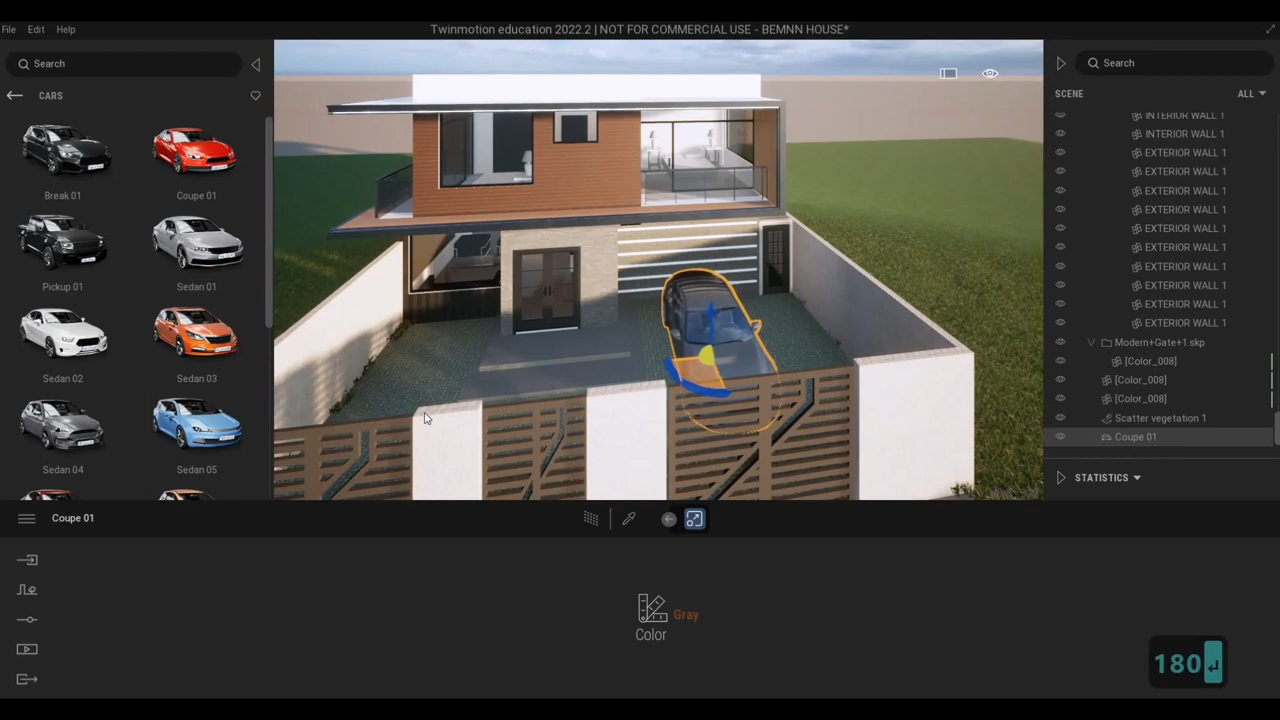 File Edit Help
Twinmotion education 2022.2 | NOT FOR COMMERCIAL USE - BEMNN HOUSE*
Search
CARS
Break 01
Coupe 01
Pickup 01
Sedan 01
Sedan 02
Sedan 03
Sedan 04
Sedan 05
Search
SCENE
ALL
INTERIOR WALL 1
INTERIOR WALL 1
EXTERIOR WALL 1
EXTERIOR WALL 1
EXTERIOR WALL 1
EXTERIOR WALL 1
EXTERIOR WALL 1
EXTERIOR WALL 1
EXTERIOR WALL 1
EXTERIOR WALL 1
EXTERIOR WALL 1
EXTERIOR WALL 1
Modern+Gate+1.skp
[Color_008]
[Color_008]
[Color_008]
Scatter vegetation 1
Coupe 01
STATISTICS
Coupe 01
Gray
Color
180